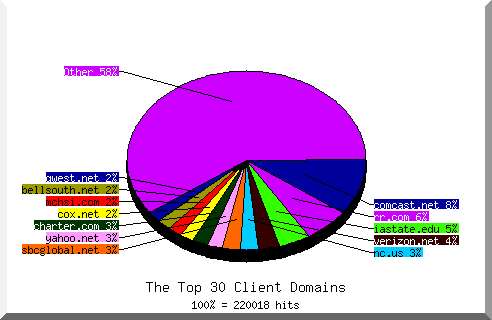 Other 58%
qwest.net 2%
bellsouth.net 2%
mchsi.com 2%
cox.net 2%
charter.com 3%
yahoo.net 3%
sbcglobal.net 3%
comcast.net 8%
rr.com 6%
iastate.edu 5%
verizon.net 4%
nc.us 3%
The Top 30 Client Domains
100% = 220018 hits